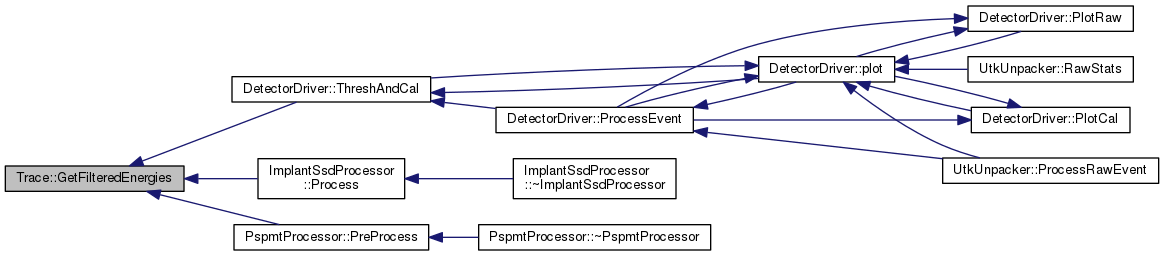 DetectorDriver::PlotRaw
DetectorDriver::plot
UtkUnpacker::RawStats
DetectorDriver::ThreshAndCal
DetectorDriver::ProcessEvent
DetectorDriver::PlotCal
Trace::GetFilteredEnergies
ImplantSsdProcessor
::Process
ImplantSsdProcessor
::~ImplantSsdProcessor
UtkUnpacker::ProcessRawEvent
PspmtProcessor::PreProcess
PspmtProcessor::~PspmtProcessor